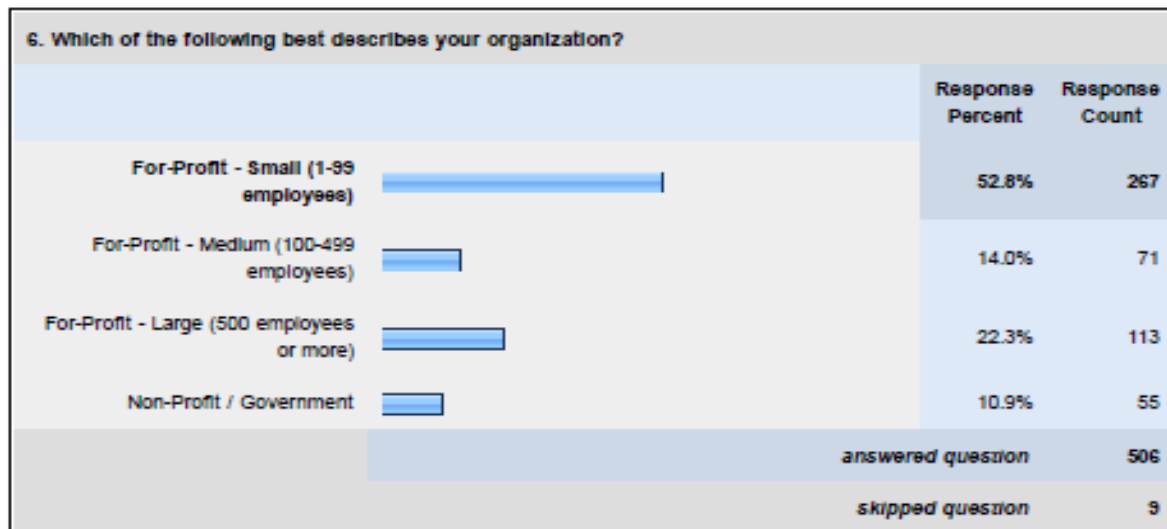 6. Which of the following best describes your organization?
Response Percent
Response Count
For-Profit - Small (1-99
employees)
52.8%
267
For-Profit - Medium (100-499
employees)
14.0%
71
For-Profit - Large (500 employees
or more)
22.3%
113
Non-Profit / Government
10.9%
55
answered question
506
skipped question
9